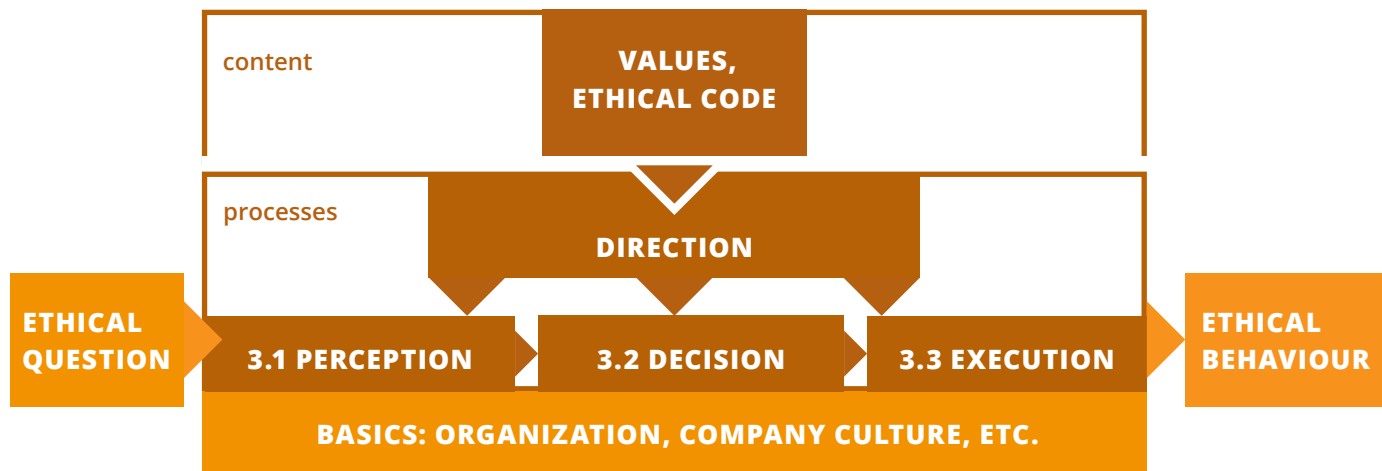 content
VALUES,
ETHICAL CODE
processes
DIRECTION
ETHICAL
QUESTION
3.1 PERCEPTION
3.2 DECISION
3.3 EXECUTION
ETHICAL
BEHAVIOUR
BASICS: ORGANIZATION, COMPANY CULTURE, ETC.